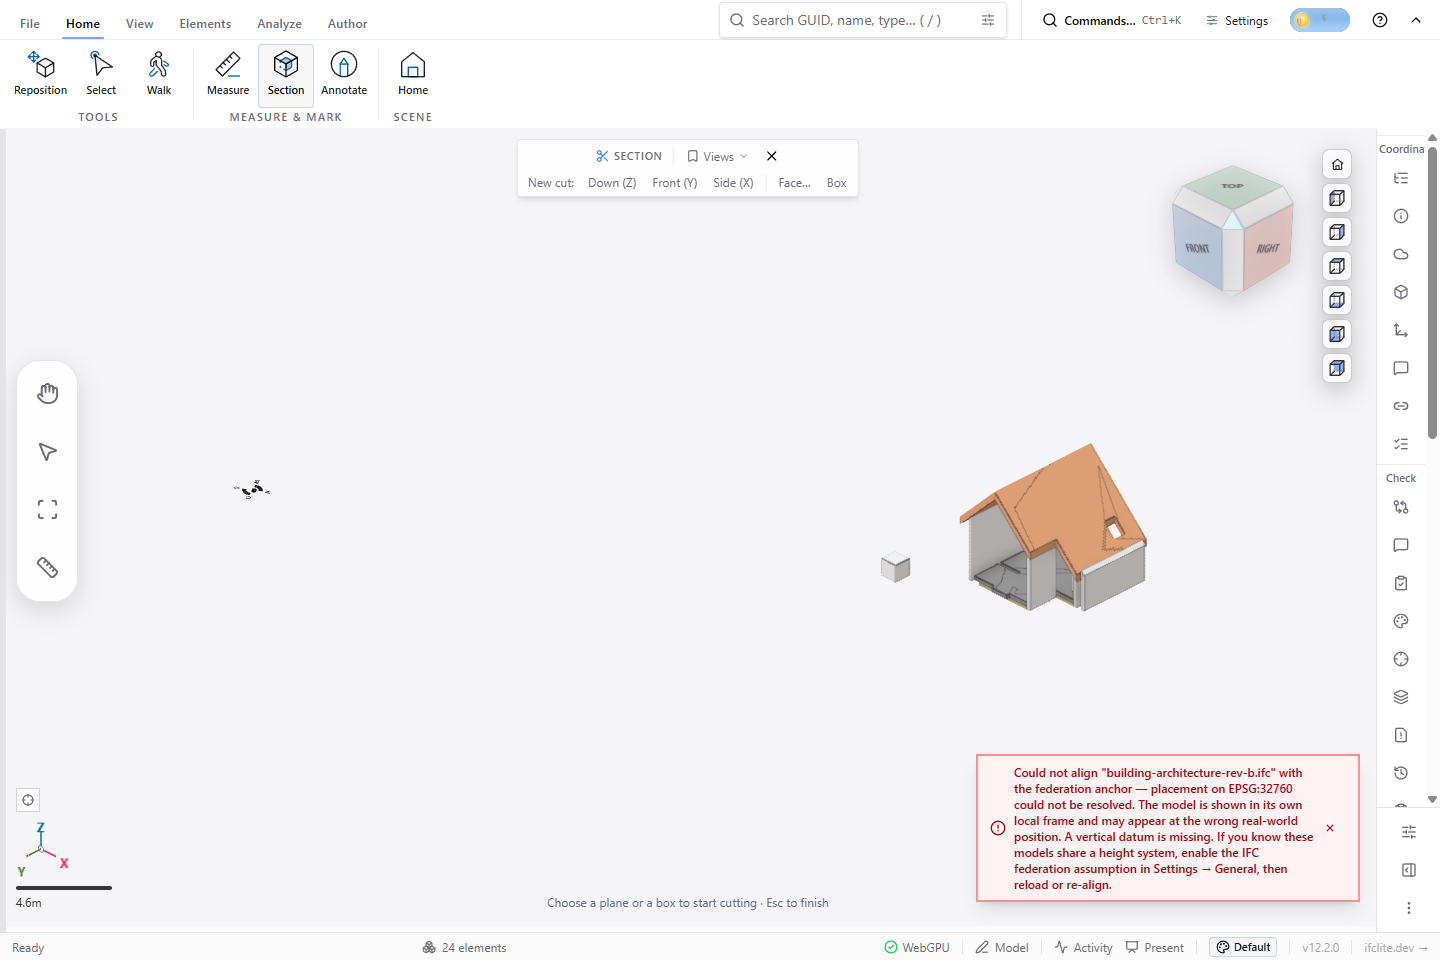 File
Home
View
Elements
Analyze
Author
Search GUID, name, type... ( / )
Commands...
Ctrl+K
Settings
Reposition
Select
Walk
Measure
Section
Annotate
Home
TOOLS
MEASURE & MARK
SCENE
SECTION
Views
New cut:
Down (Z)
Front (Y)
Side (X)
Face...
Box
TOP
FRONT
RIGHT
Coordina
Check
Could not align "building-architecture-rev-b.ifc" with
the federation anchor — placement on EPSG:32760
could not be resolved. The model is shown in its own
local frame and may appear at the wrong real-world
position. A vertical datum is missing. If you know these
models share a height system, enable the IFC
federation assumption in Settings → General, then
reload or re-align.
Z
X
Y
4.6m
Choose a plane or a box to start cutting · Esc to finish
Ready
24 elements
WebGPU
Model
Activity
Present
Default
v12.2.0
ifclite.dev →